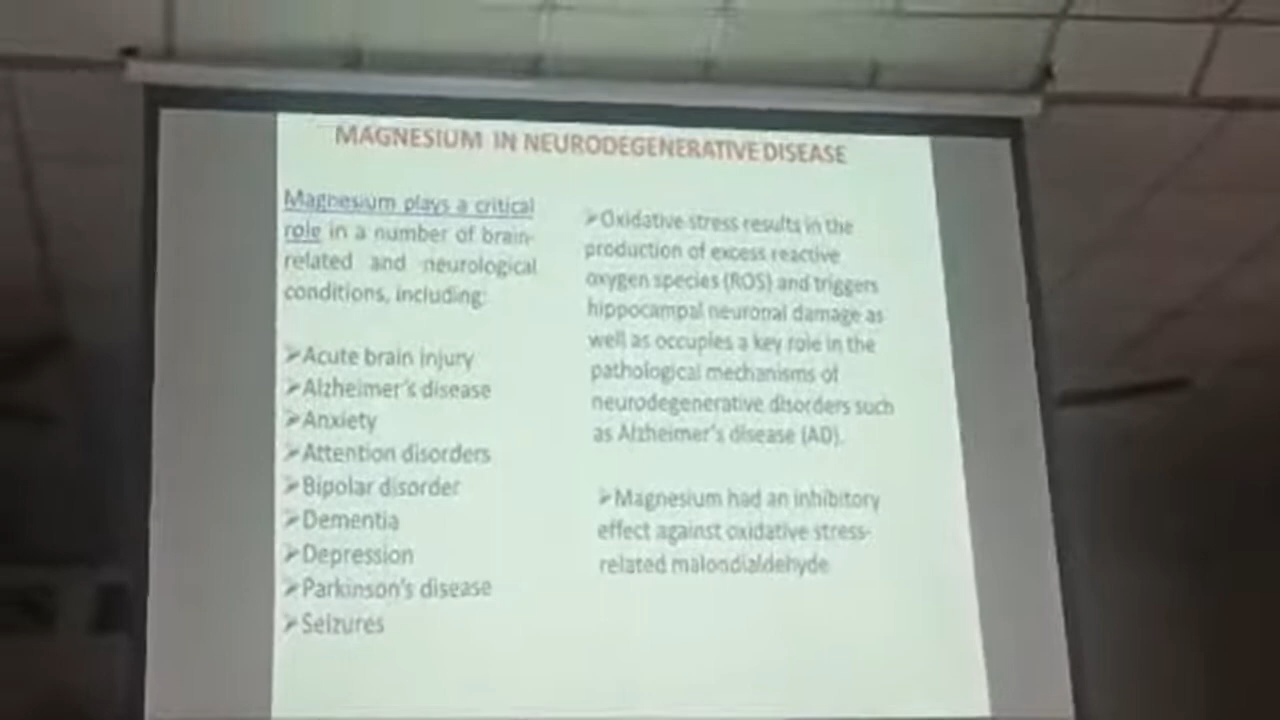 MAGNESIUM IN NEURODEGENERATIVE DISEASE
Magnesium plays a critical
role in a number of brain-
related and neurological
conditions, including:
➢Acute brain injury
➢Alzheimer's disease
➢Anxiety
➢Attention disorders
➢Bipolar disorder
➢Dementia
➢Depression
➢Parkinson's disease
➢Seizures
➢Oxidative stress results in the
production of excess reactive
oxygen species (ROS) and triggers
hippocampal neuronal damage as
well as occupies a key role in the
pathological mechanisms of
neurodegenerative disorders such
as Alzheimer's disease (AD).
➢Magnesium had an inhibitory
effect against oxidative stress-
related malondialdehyde